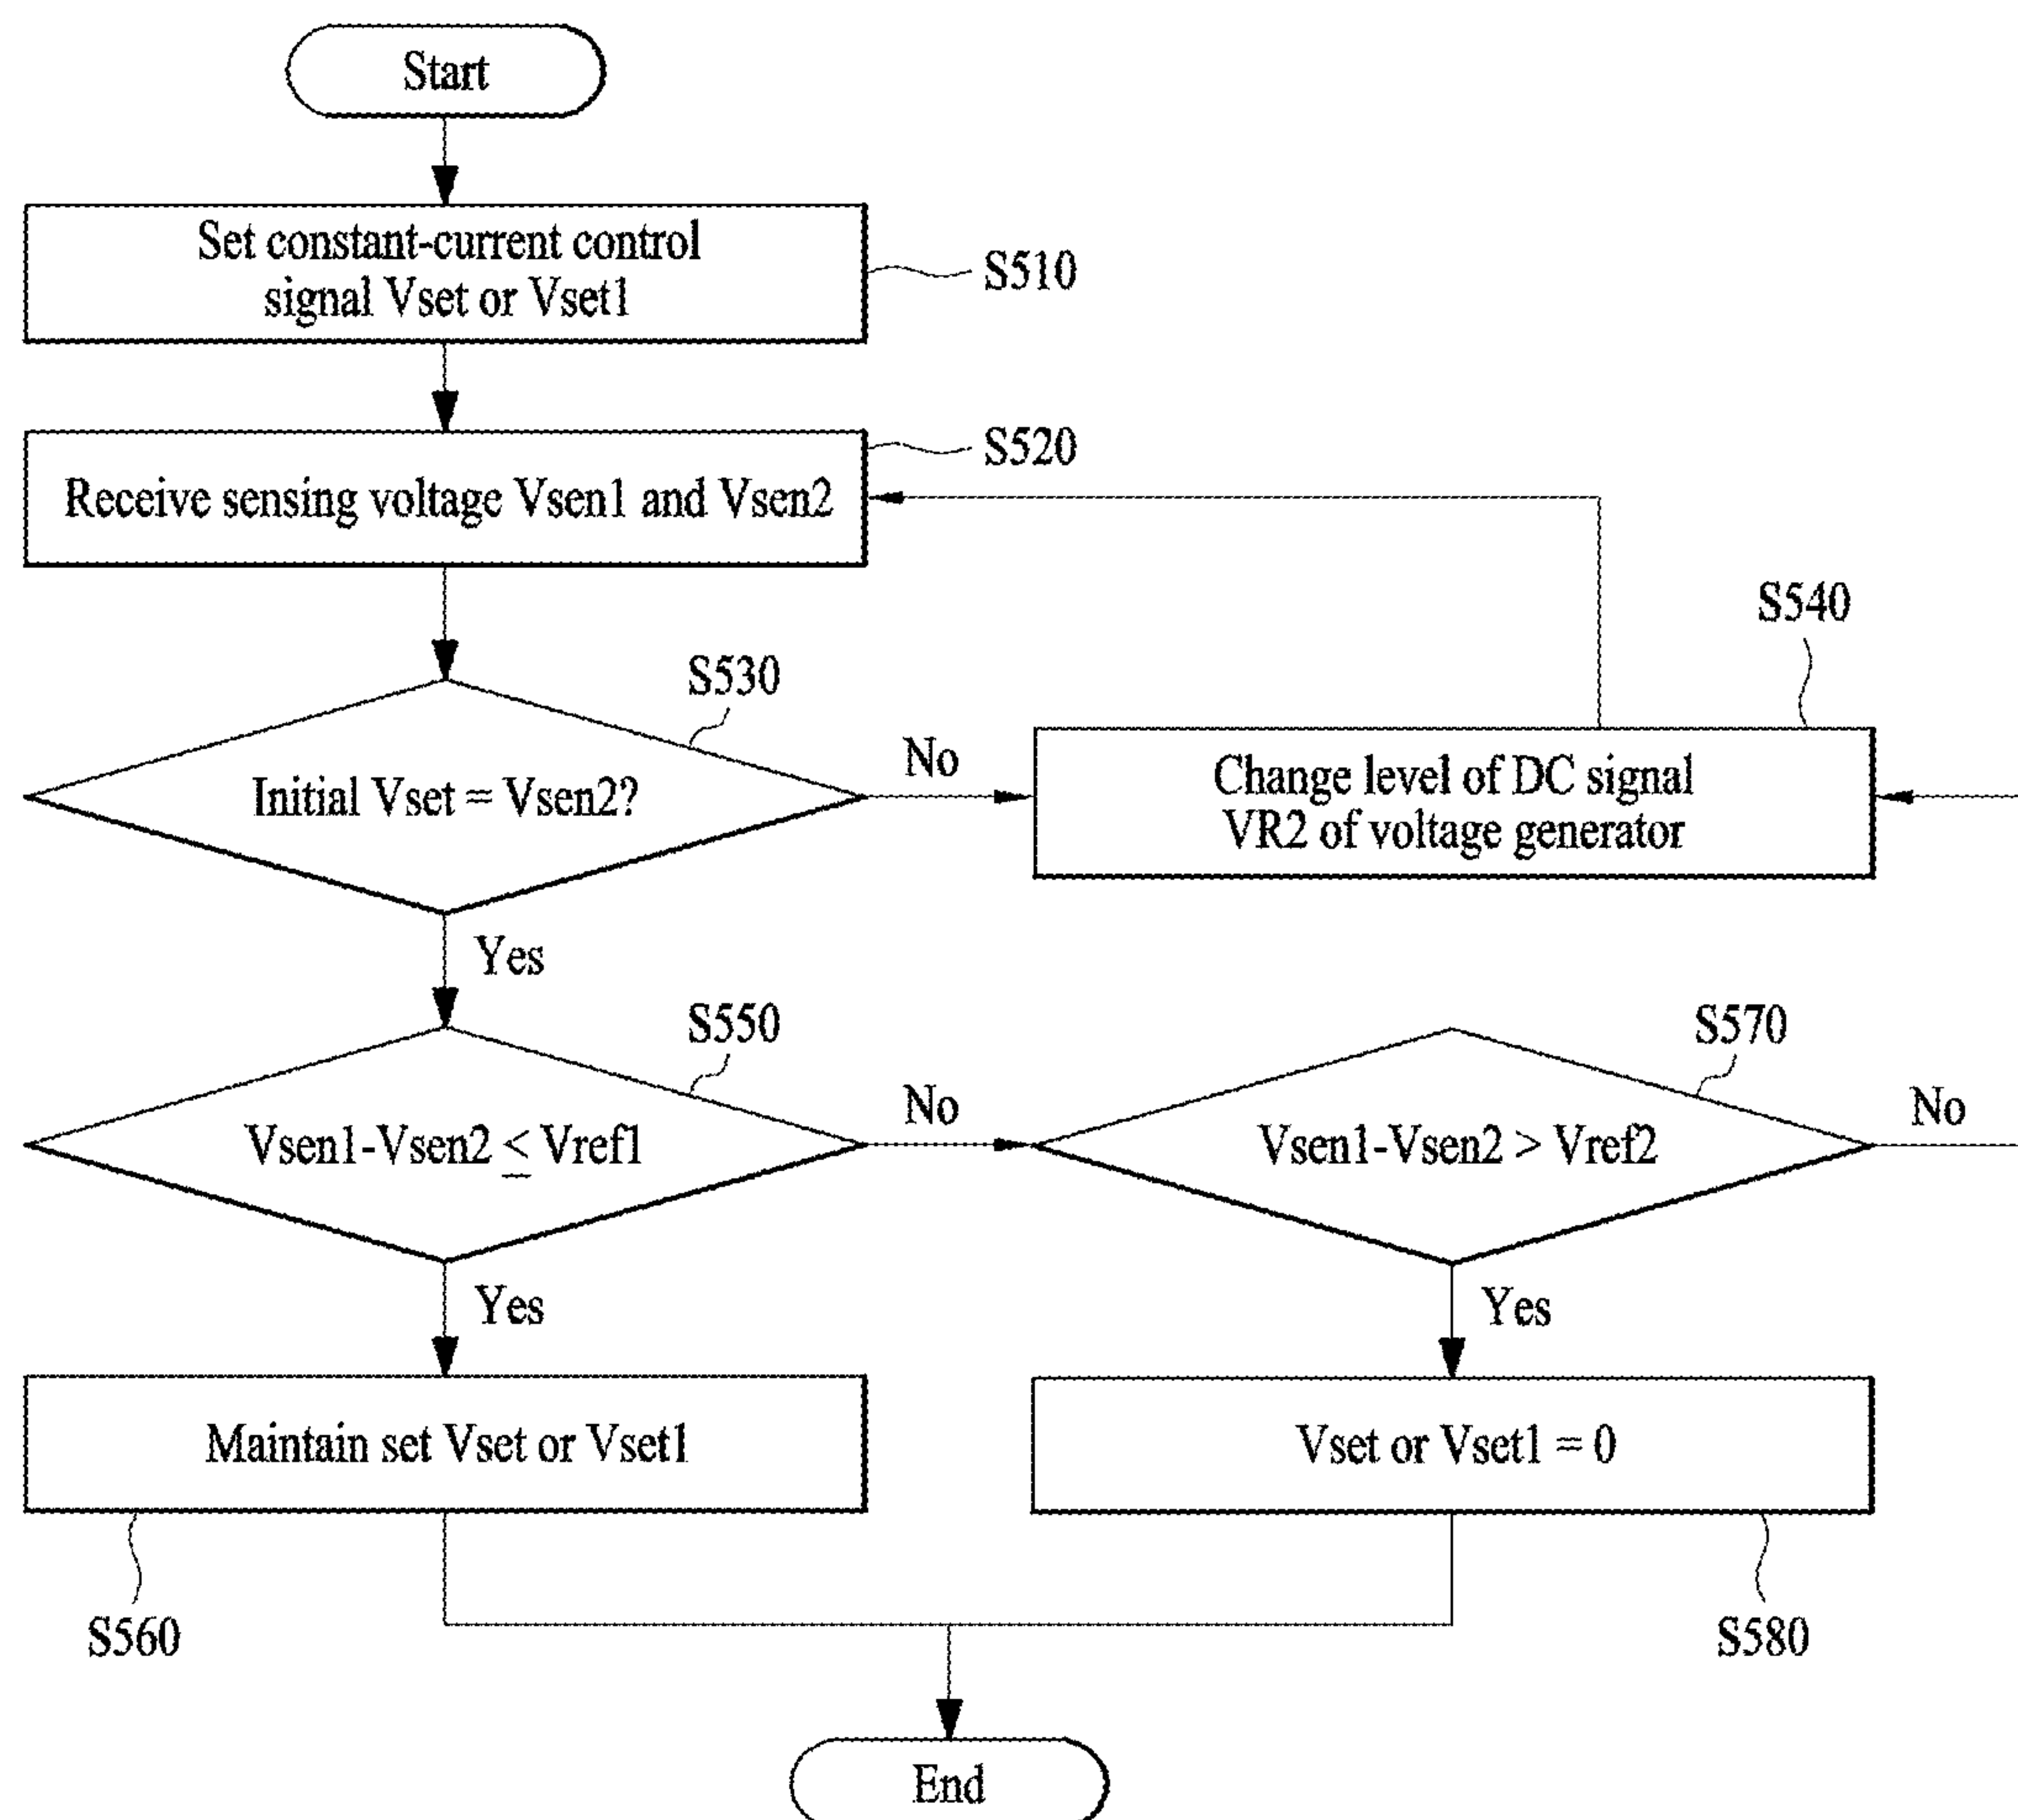 Start
Set constant-current control
signal Vset or Vset1
S510
S520
Receive sensing voltage Vsen1 and Vsen2
S540
S530
Initial Vset = Vsen2?
No
Change level of DC signal
VR2 of voltage generator
Yes
S550
S570
Vsen1-Vsen2 ≤ Vref1
No
Vsen1-Vsen2 > Vref2
No
Yes
Yes
Maintain set Vset or Vset1
Vset or Vset1 = 0
S560
S580
End